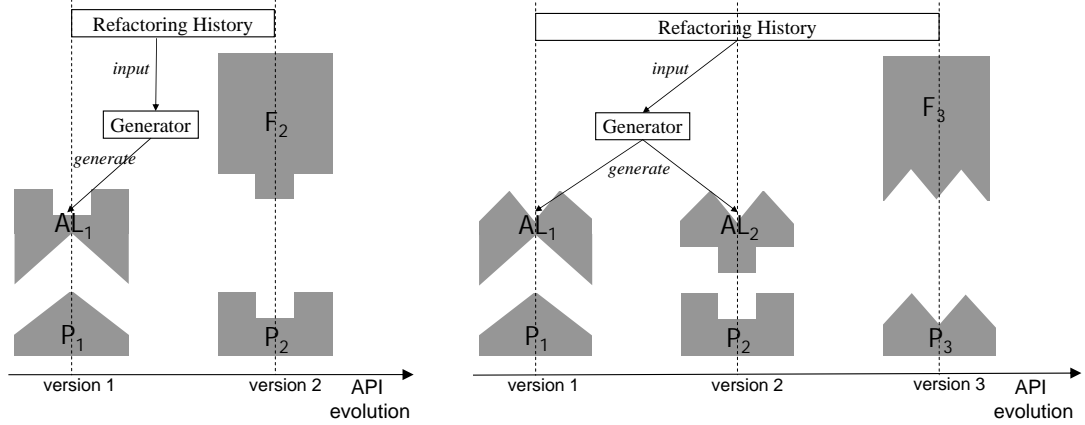 Refactoring History
input
F2
Generator
generate
AL1
P1
P2
version 1
version 2
API
evolution
Refactoring History
input
F3
Generator
generate
AL1
AL2
P1
P2
P3
version 1
version 2
version 3
API
evolution